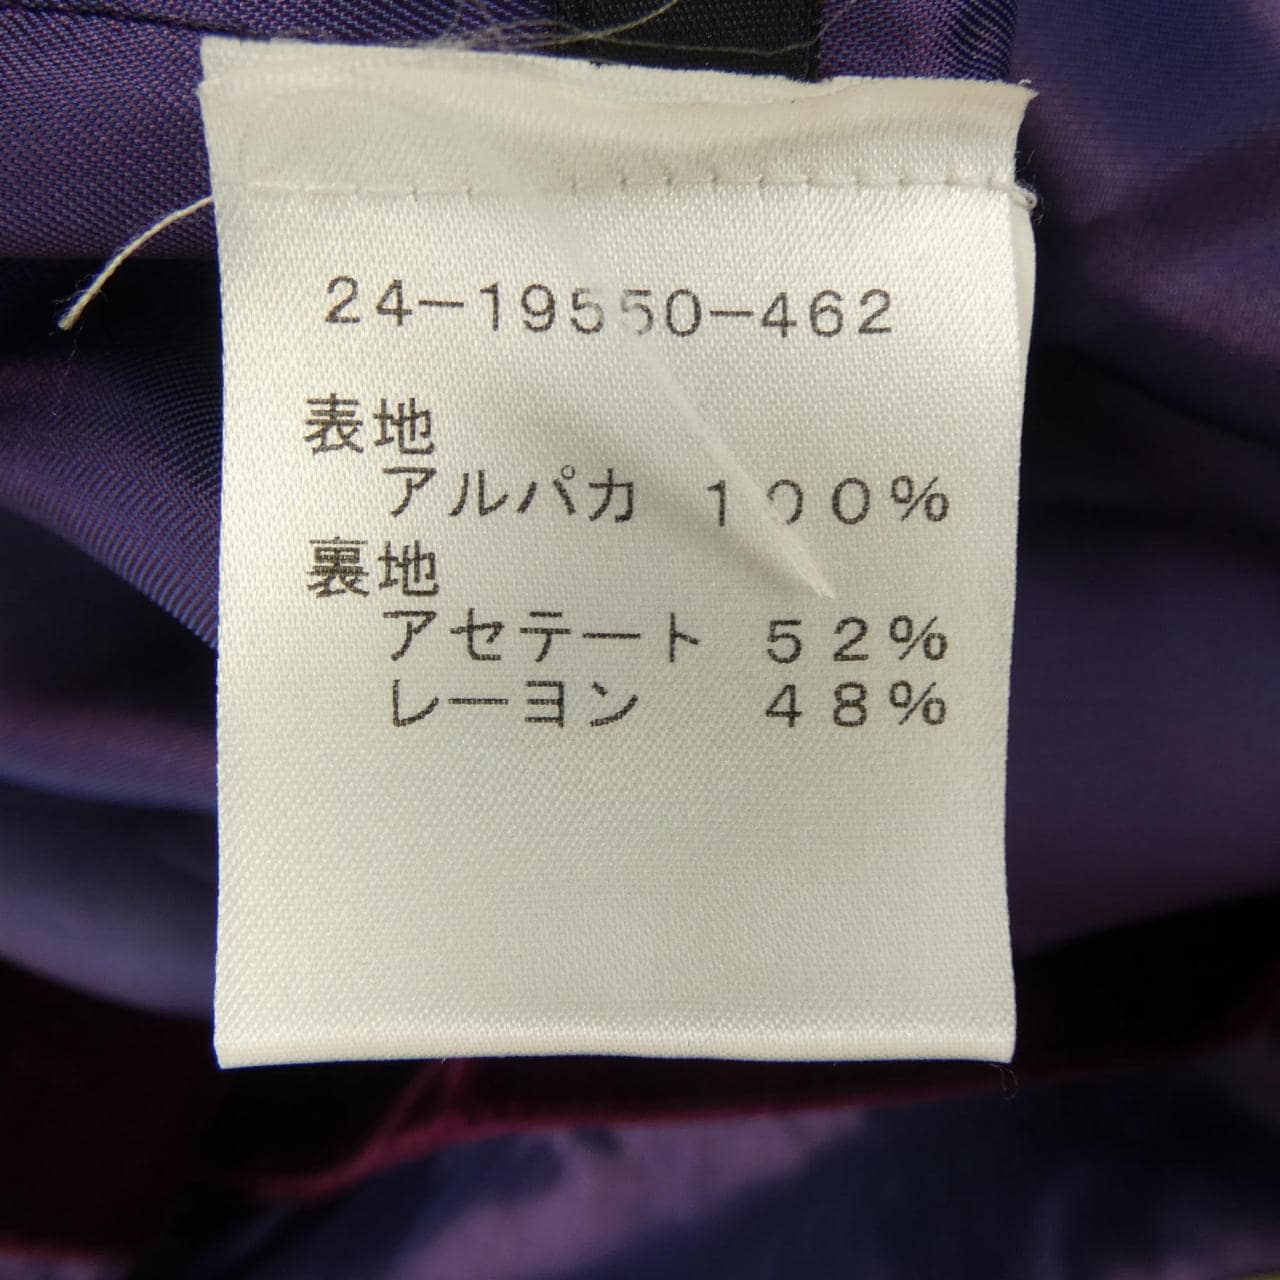 24-19550-462
表地
アルパカ 100%
裏地
アセテート 52%
レーヨン 48%